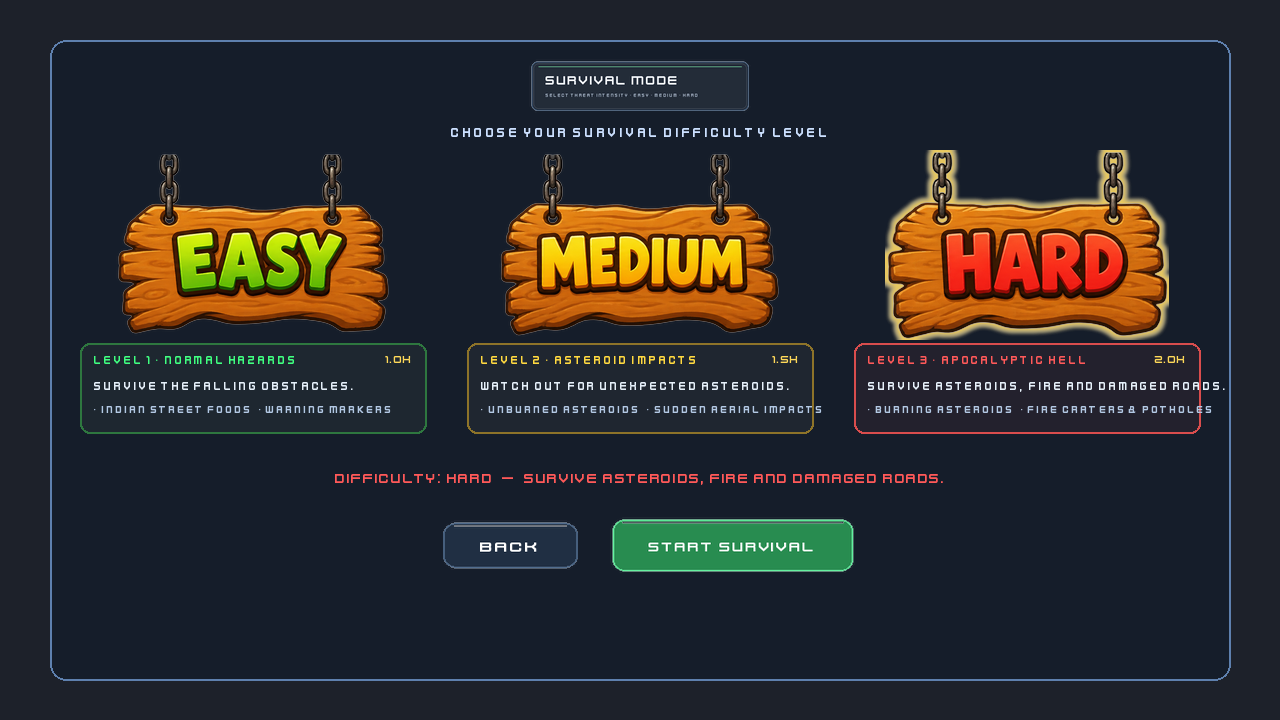 SURVIVAL MODE
SELECT THREAT INTENSITY · EASY · MEDIUM · HARD
CHOOSE YOUR SURVIVAL DIFFICULTY LEVEL
EASY
MEDIUM
HARD
LEVEL 1 · NORMAL HAZARDS 1.0H
SURVIVE THE FALLING OBSTACLES.
· INDIAN STREET FOODS · WARNING MARKERS
LEVEL 2 · ASTEROID IMPACTS 1.5H
WATCH OUT FOR UNEXPECTED ASTEROIDS.
· UNBURNED ASTEROIDS · SUDDEN AERIAL IMPACTS
LEVEL 3 · APOCALYPTIC HELL 2.0H
SURVIVE ASTEROIDS, FIRE AND DAMAGED ROADS.
· BURNING ASTEROIDS · FIRE CRATERS & POTHOLES
DIFFICULTY: HARD — SURVIVE ASTEROIDS, FIRE AND DAMAGED ROADS.
BACK
START SURVIVAL